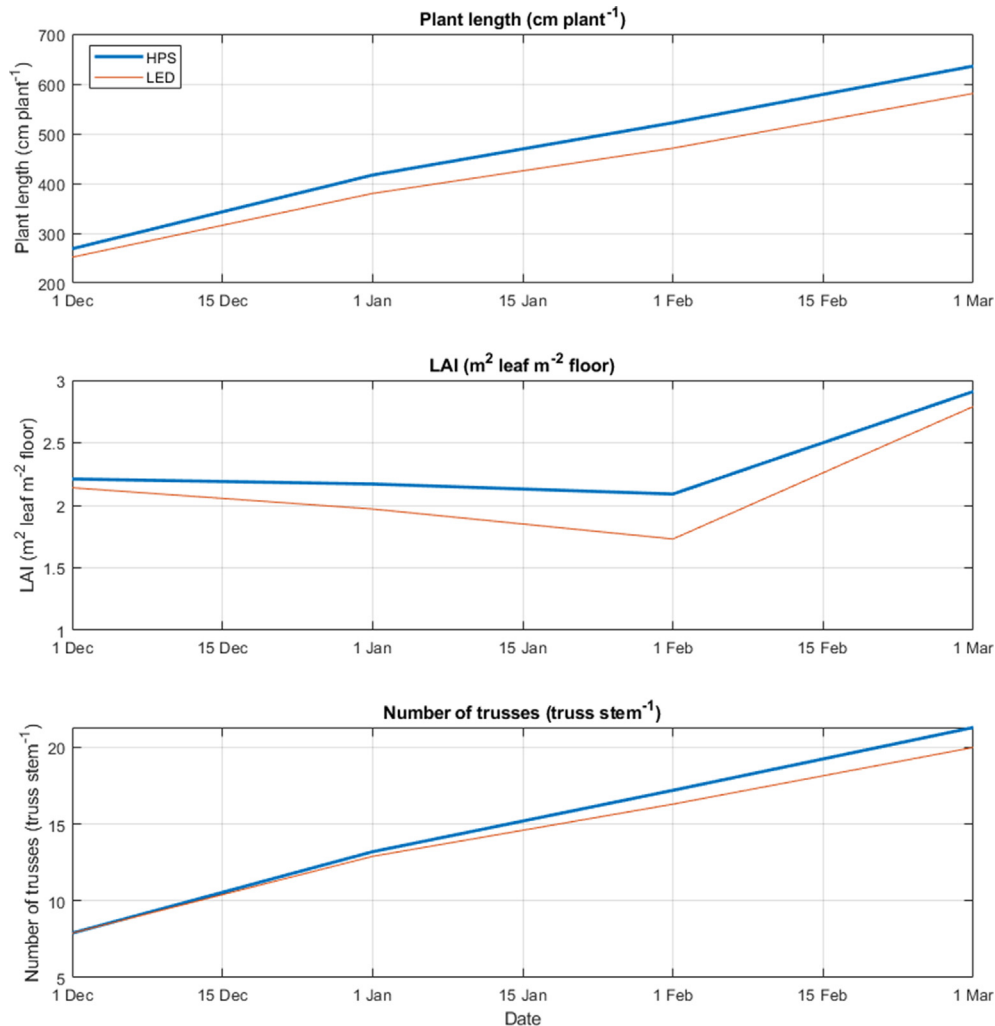 Plant length (cm plant⁻¹)
Plant length (cm plant⁻¹)
700
600
500
400
300
200
HPS
LED
1 Dec 15 Dec 1 Jan 15 Jan 1 Feb 15 Feb 1 Mar
LAI (m² leaf m⁻² floor)
LAI (m² leaf m⁻² floor)
3
2.5
2
1.5
1
1 Dec 15 Dec 1 Jan 15 Jan 1 Feb 15 Feb 1 Mar
Number of trusses (truss stem⁻¹)
Number of trusses (truss stem⁻¹)
20
15
10
5
1 Dec 15 Dec 1 Jan 15 Jan 1 Feb 15 Feb 1 Mar
Date